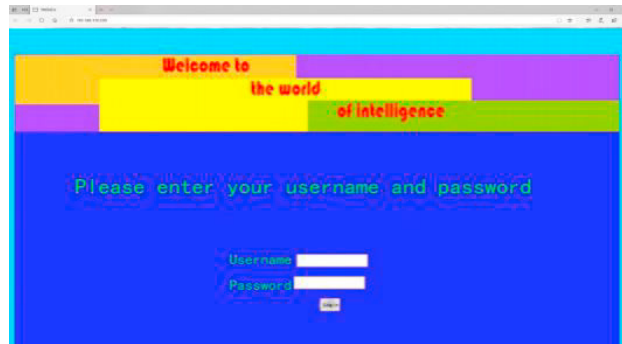 Welcome to
the world
of intelligence
Please enter your username and password
Username
Password